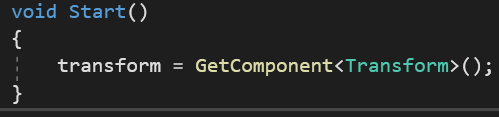 void Start()
{
transform = GetComponent<Transform>();
}